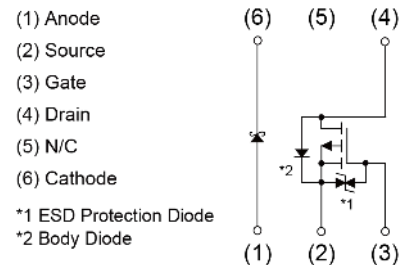 (1) Anode
(2) Source
(3) Gate
(4) Drain
(5) N/C
(6) Cathode
*1 ESD Protection Diode
*2 Body Diode
(6) (5) (4)
*2
*1
(1) (2) (3)